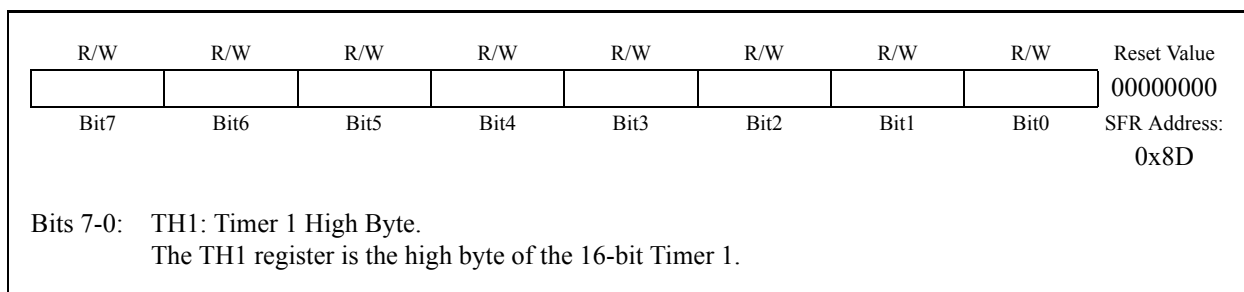 R/W R/W R/W R/W R/W R/W R/W R/W Reset Value
00000000
Bit7 Bit6 Bit5 Bit4 Bit3 Bit2 Bit1 Bit0 SFR Address:
0x8D
Bits 7-0: TH1: Timer 1 High Byte.
The TH1 register is the high byte of the 16-bit Timer 1.